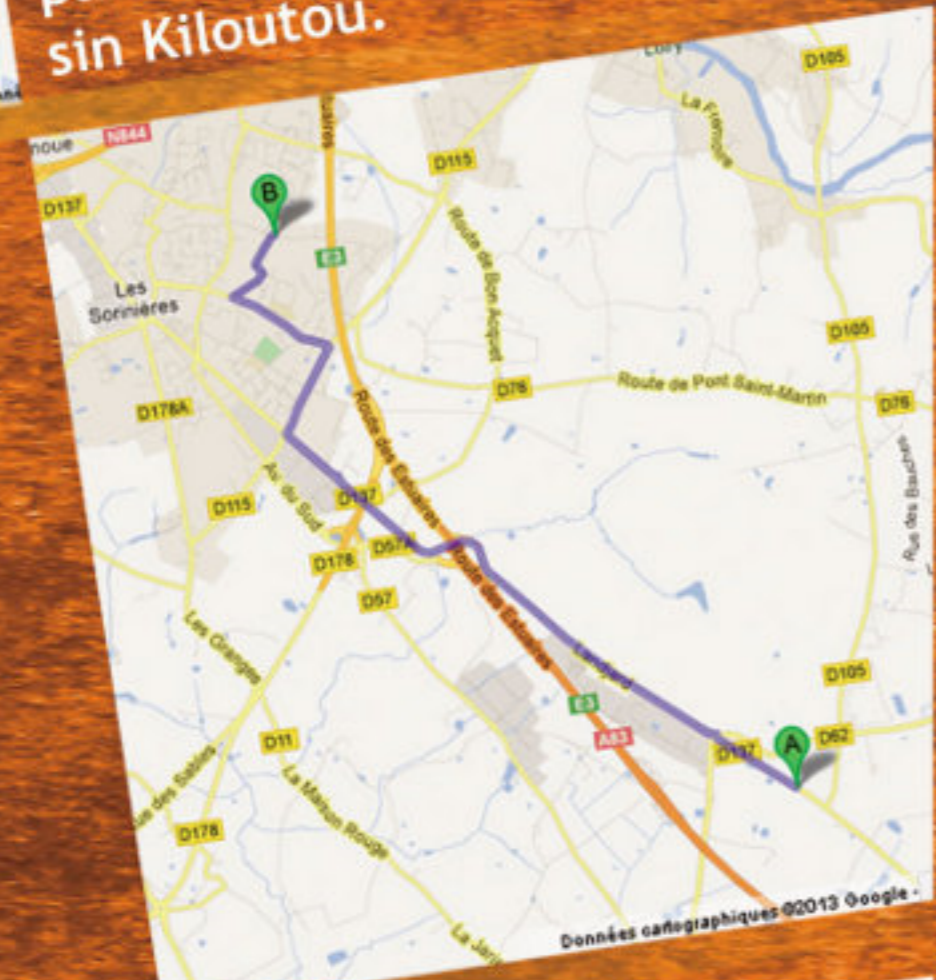 sin Kiloutou.
N844
D105
La Fremoire
noue
D115
D137
B
Route de Bon Acquet
E3
Les
Sorinières
D105
D76
Route de Pont Saint-Martin
D76
D178A
Route des Estuaires
Rue des Bauches
Av. du Sud
D115
D137
D178
D57A
D57
Route des Estuaires
Les Granges
Landgard
D105
E3
A83
D137
A
D62
D11
La Maison Rouge
D178
Données cartographiques ©2013 Google -